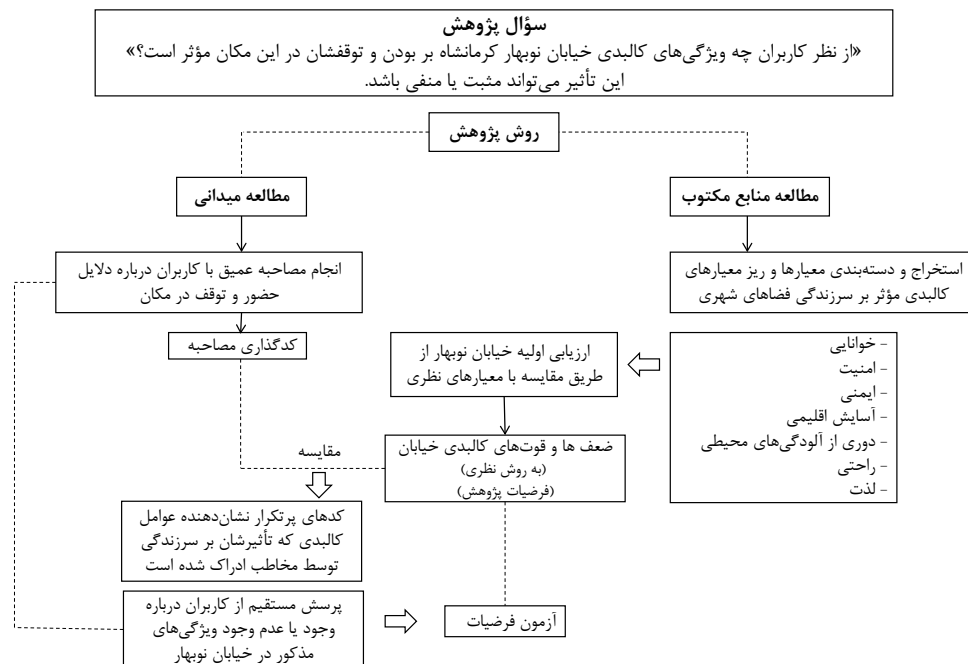 سؤال پژوهش
«از نظر کاربران چه ویژگی‌های کالبدی خیابان نوبهار کرمانشاه بر بودن و توقفشان در این مکان مؤثر است؟»
این تأثیر می‌تواند مثبت یا منفی باشد.
روش پژوهش
مطالعه منابع مکتوب
مطالعه میدانی
استخراج و دسته‌بندی معیارها و ریز معیارهای
کالبدی مؤثر بر سرزندگی فضاهای شهری
انجام مصاحبه عمیق با کاربران درباره دلایل
حضور و توقف در مکان
- خوانایی
- امنیت
- ایمنی
- آسایش اقلیمی
- دوری از آلودگی‌های محیطی
- راحتی
- لذت
ارزیابی اولیه خیابان نوبهار از
طریق مقایسه با معیارهای نظری
کدگذاری مصاحبه
ضعف ها و قوت‌های کالبدی خیابان
(به روش نظری)
(فرضیات پژوهش)
مقایسه
کدهای پرتکرار نشان‌دهنده عوامل
کالبدی که تأثیرشان بر سرزندگی
توسط مخاطب ادراک شده است
پرسش مستقیم از کاربران درباره
وجود یا عدم وجود ویژگی‌های
مذکور در خیابان نوبهار
آزمون فرضیات